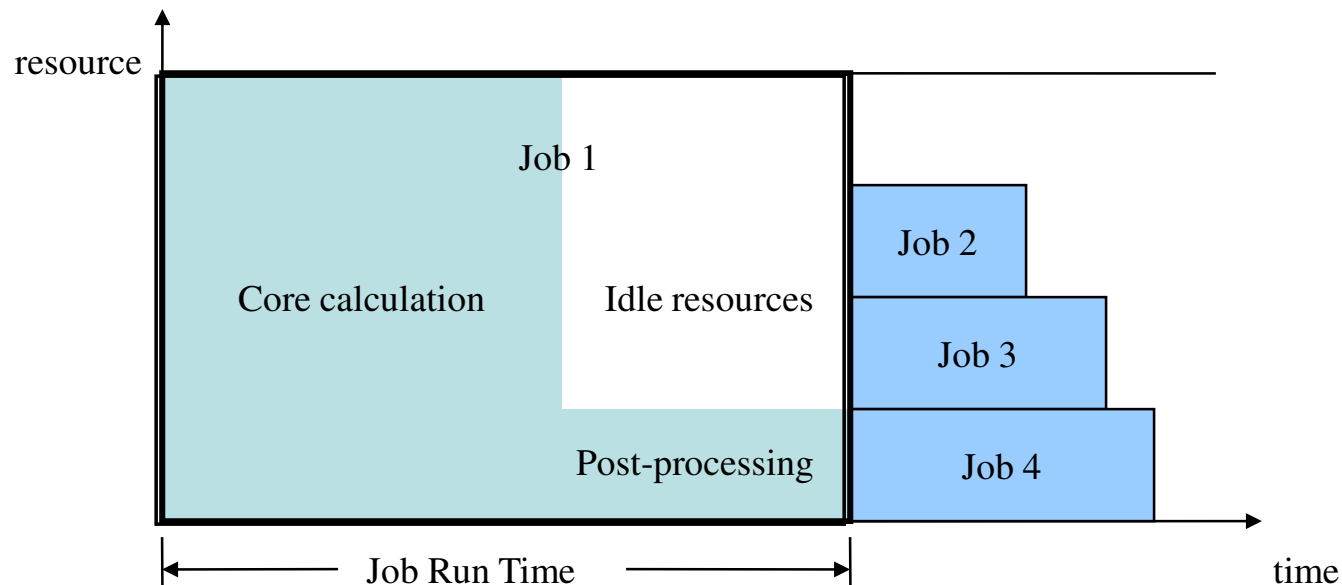 resource
Job 1
Job 2
Core calculation
Idle resources
Job 3
Post-processing
Job 4
Job Run Time
time